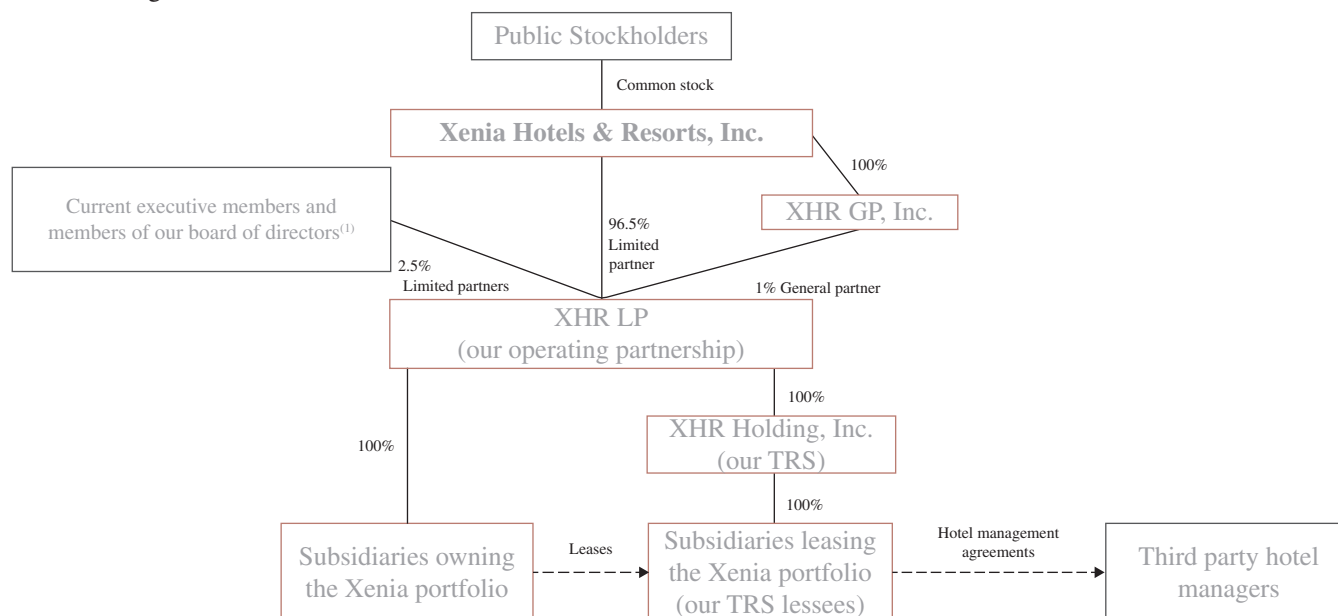 Public Stockholders
Common stock
Xenia Hotels & Resorts, Inc.
100%
Current executive members and
members of our board of directors(1)
XHR GP, Inc.
96.5%
Limited
partner
2.5%
Limited partners
1% General partner
XHR LP
(our operating partnership)
100%
XHR Holding, Inc.
(our TRS)
100%
100%
Subsidiaries owning
the Xenia portfolio
Leases
Subsidiaries leasing
the Xenia portfolio
(our TRS lessees)
Hotel management
agreements
Third party hotel
managers